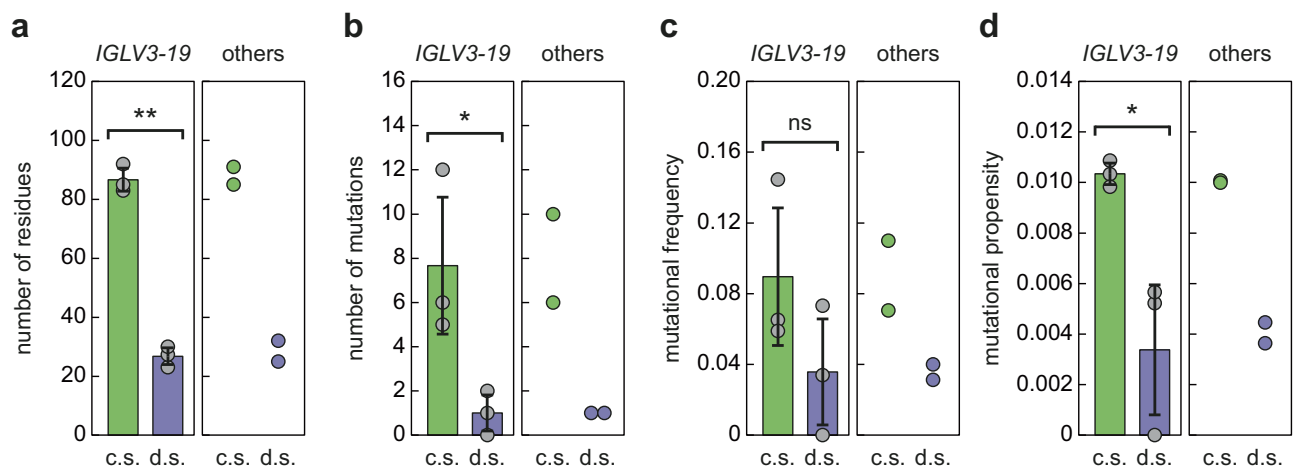 a
IGLV3-19 others
number of residues
120
100
80
60
40
20
0
**
c.s. d.s. c.s. d.s.
b
IGLV3-19 others
number of mutations
16
14
12
10
8
6
4
2
0
*
c.s. d.s. c.s. d.s.
c
IGLV3-19 others
mutational frequency
0.20
0.16
0.12
0.08
0.04
0
ns
c.s. d.s. c.s. d.s.
d
IGLV3-19 others
mutational propensity
0.014
0.012
0.010
0.008
0.006
0.004
0.002
0
*
c.s. d.s. c.s. d.s.